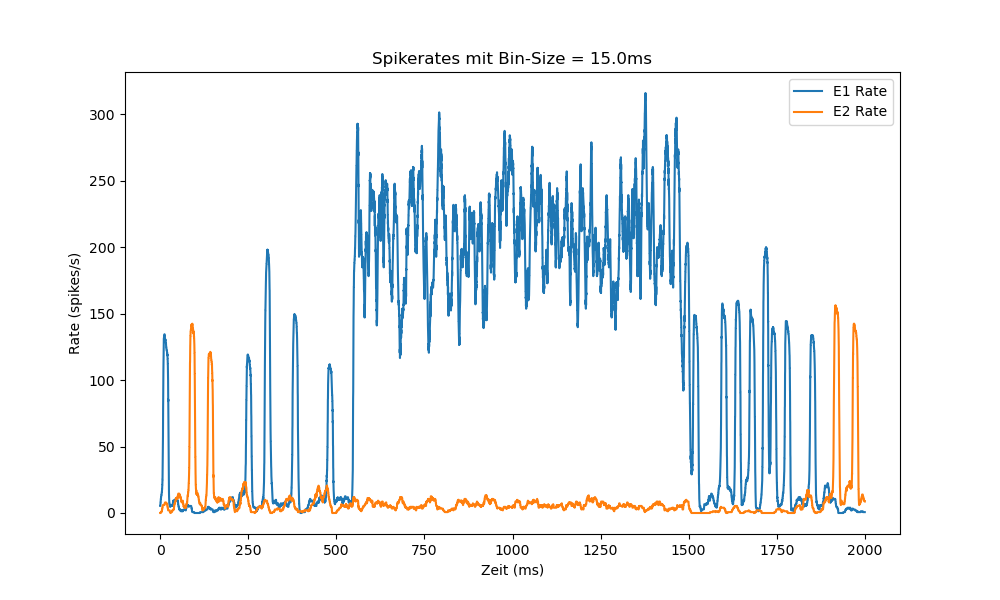 Spikerates mit Bin-Size = 15.0ms
E1 Rate
E2 Rate
Rate (spikes/s)
300
250
200
150
100
50
0
0 250 500 750 1000 1250 1500 1750 2000
Zeit (ms)